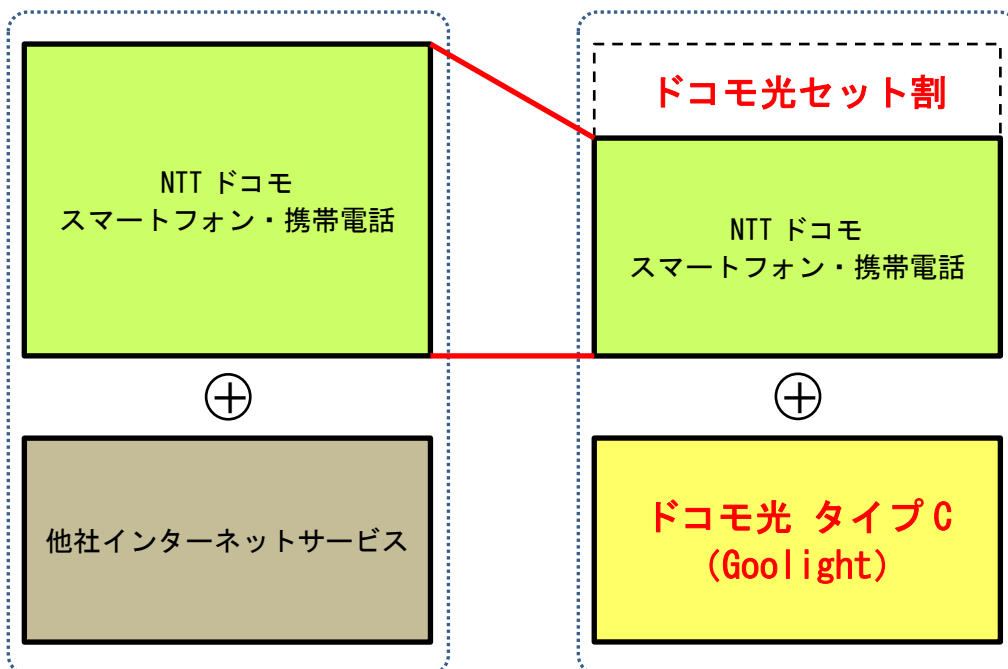 NTT ドコモ
スマートフォン・携帯電話
他社インターネットサービス
ドコモ光セット割
NTT ドコモ
スマートフォン・携帯電話
ドコモ光 タイプC
(Goolight)